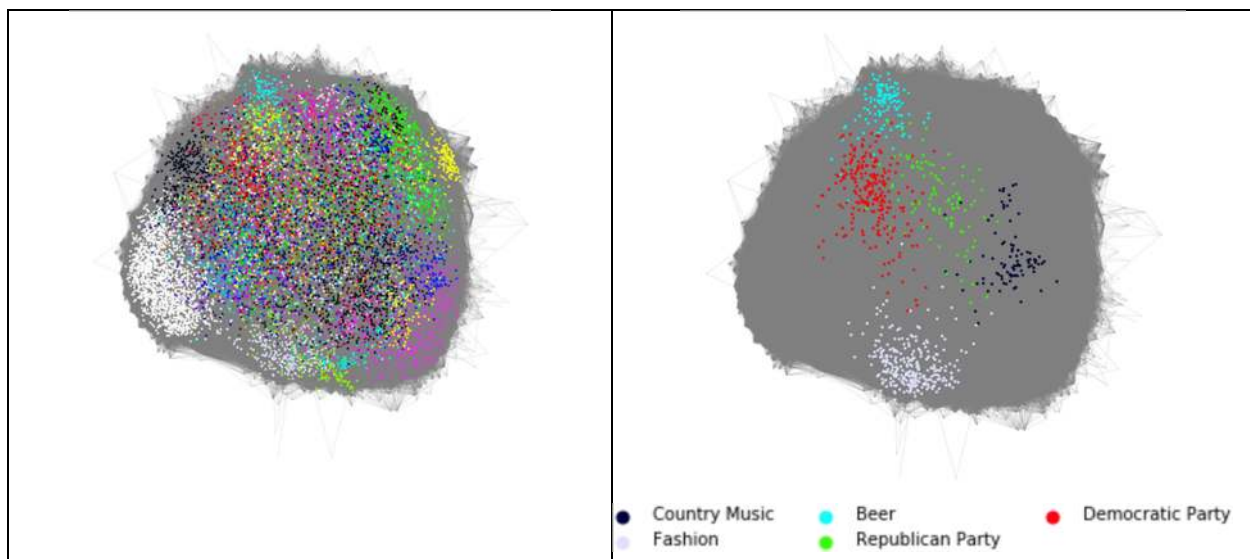 Country Music
Beer
Democratic Party
Fashion
Republican Party